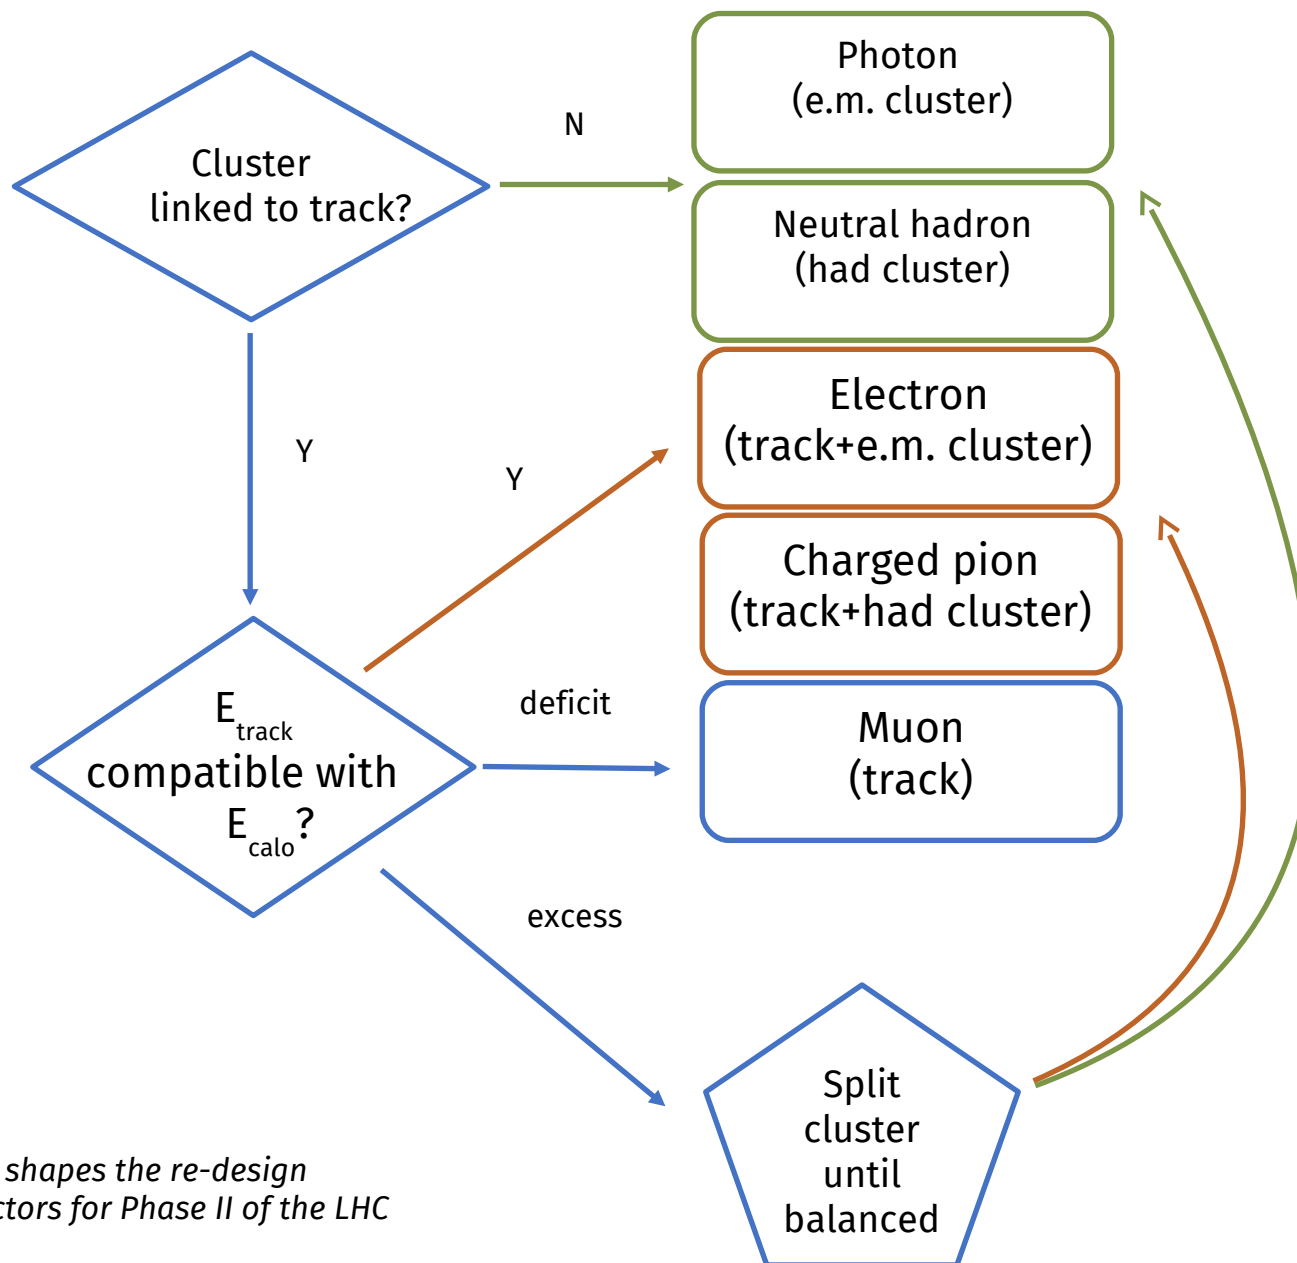 Photon
(e.m. cluster)
N
Cluster
linked to track?
Neutral hadron
(had cluster)
Electron
(track+e.m. cluster)
Y
Y
Charged pion
(track+had cluster)
E track
compatible with
E calo ?
deficit
Muon
(track)
excess
Split
cluster
until
balanced
shapes the re-design
for Phase II of the LHC